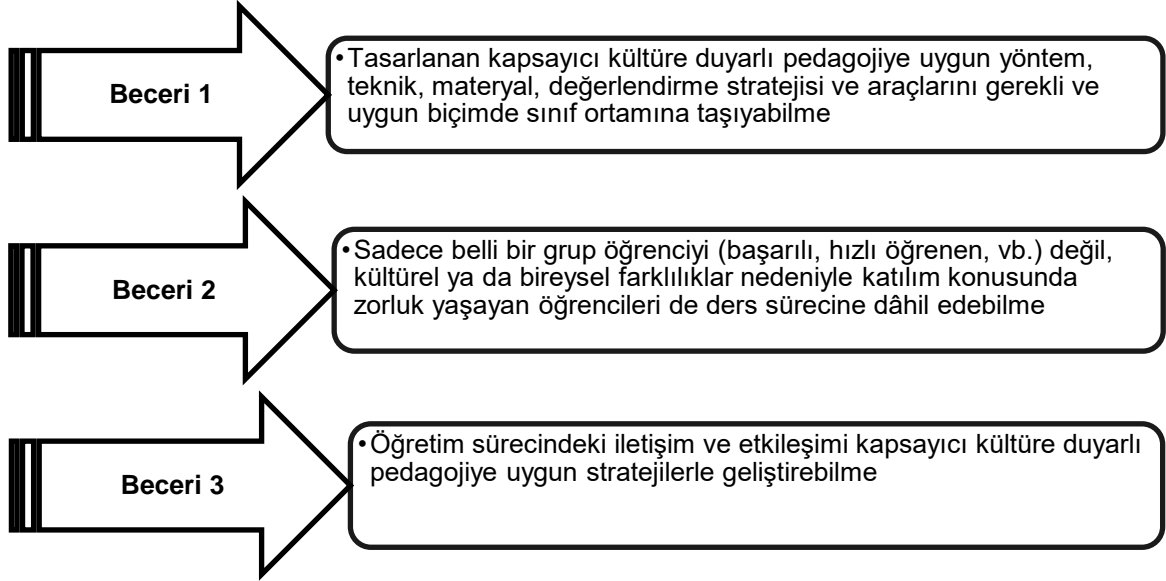 Beceri 1
•Tasarlanan kapsayıcı kültüre duyarlı pedagojiye uygun yöntem,
teknik, materyal, değerlendirme stratejisi ve araçlarını gerekli ve
uygun biçimde sınıf ortamına taşıyabilme
Beceri 2
•Sadece belli bir grup öğrenciyi (başarılı, hızlı öğrenen, vb.) değil,
kültürel ya da bireysel farklılıklar nedeniyle katılım konusunda
zorluk yaşayan öğrencileri de ders sürecine dâhil edebilme
Beceri 3
•Öğretim sürecindeki iletişim ve etkileşimi kapsayıcı kültüre duyarlı
pedagojiye uygun stratejilerle geliştirebilme